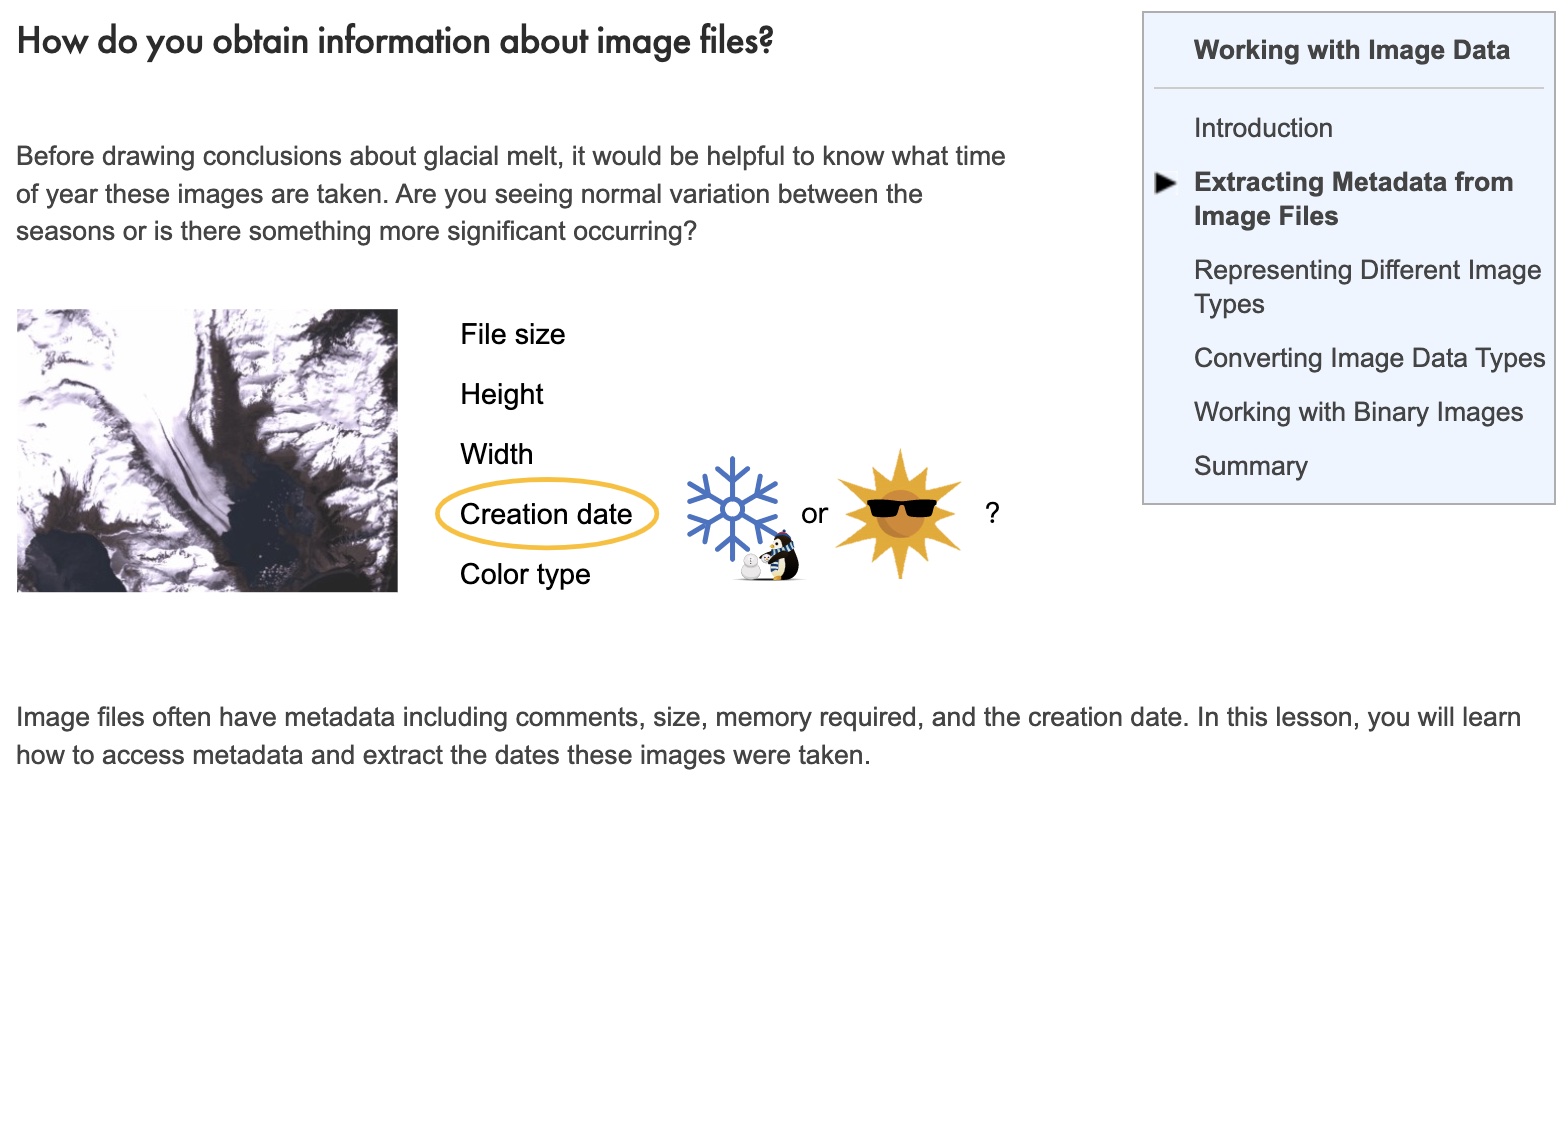 How do you obtain information about image files?
Before drawing conclusions about glacial melt, it would be helpful to know what time
of year these images are taken. Are you seeing normal variation between the
seasons or is there something more significant occurring?
File size
Height
Width
Creation date
or
?
Color type
Image files often have metadata including comments, size, memory required, and the creation date. In this lesson, you will learn
how to access metadata and extract the dates these images were taken.
Working with Image Data
Introduction
Extracting Metadata from
Image Files
Representing Different Image
Types
Converting Image Data Types
Working with Binary Images
Summary